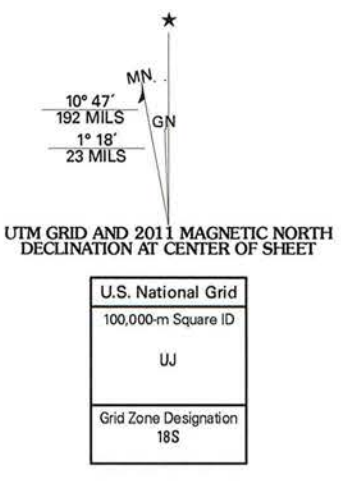 ★
MN
10° 47´
192 MILS
GN
1° 18´
23 MILS
UTM GRID AND 2011 MAGNETIC NORTH
DECLINATION AT CENTER OF SHEET
U.S. National Grid
100,000-m Square ID
UJ
Grid Zone Designation
18S